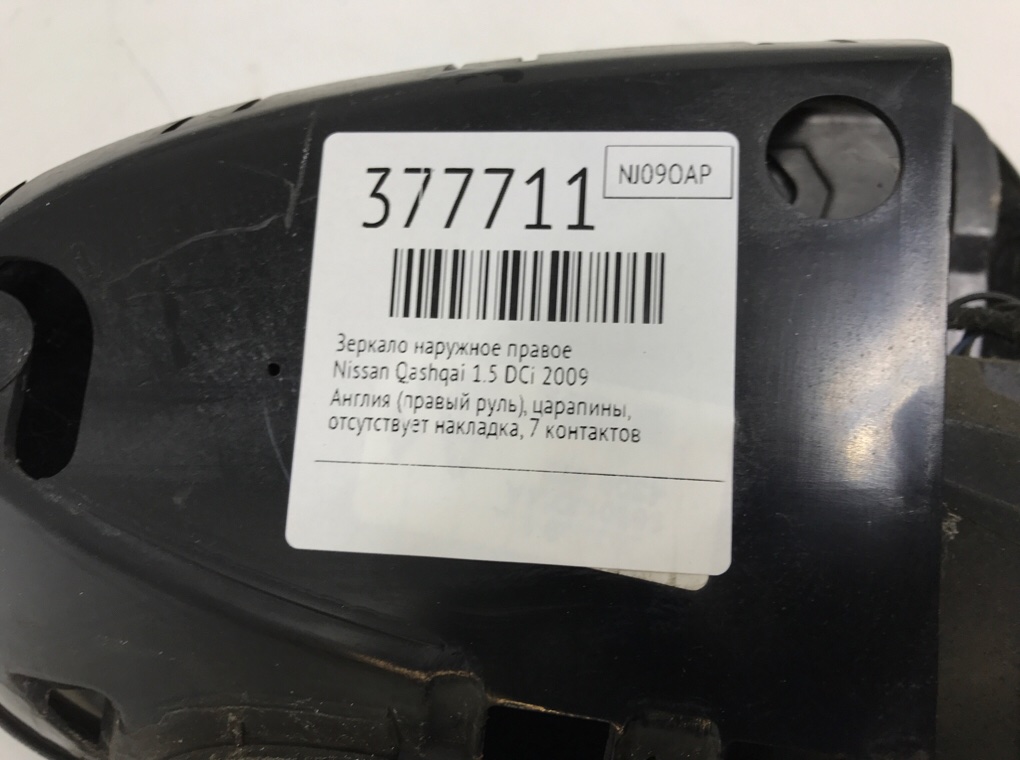 377711
NJ09OAP
Зеркало наружное правое
Nissan Qashqai 1.5 DCi 2009
Англия (правый руль), царапины,
отсутствует накладка, 7 контактов